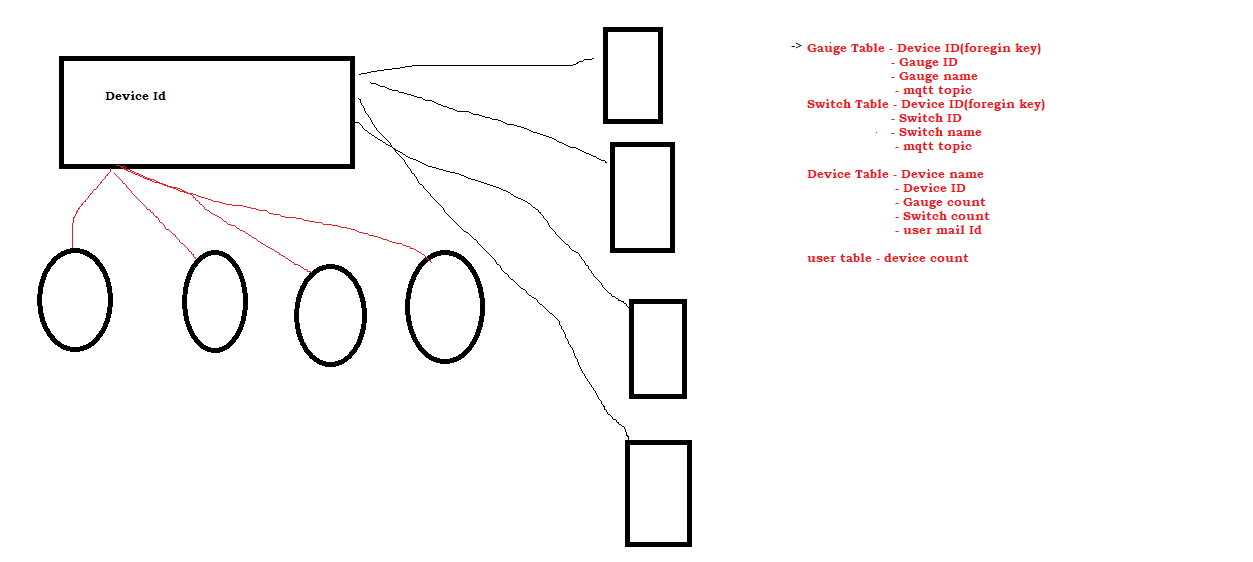 Device Id
-> Gauge Table - Device ID(foregin key)
- Gauge ID
- Gauge name
- mqtt topic
Switch Table - Device ID(foregin key)
- Switch ID
- Switch name
- mqtt topic
Device Table - Device name
- Device ID
- Gauge count
- Switch count
- user mail Id
user table - device count